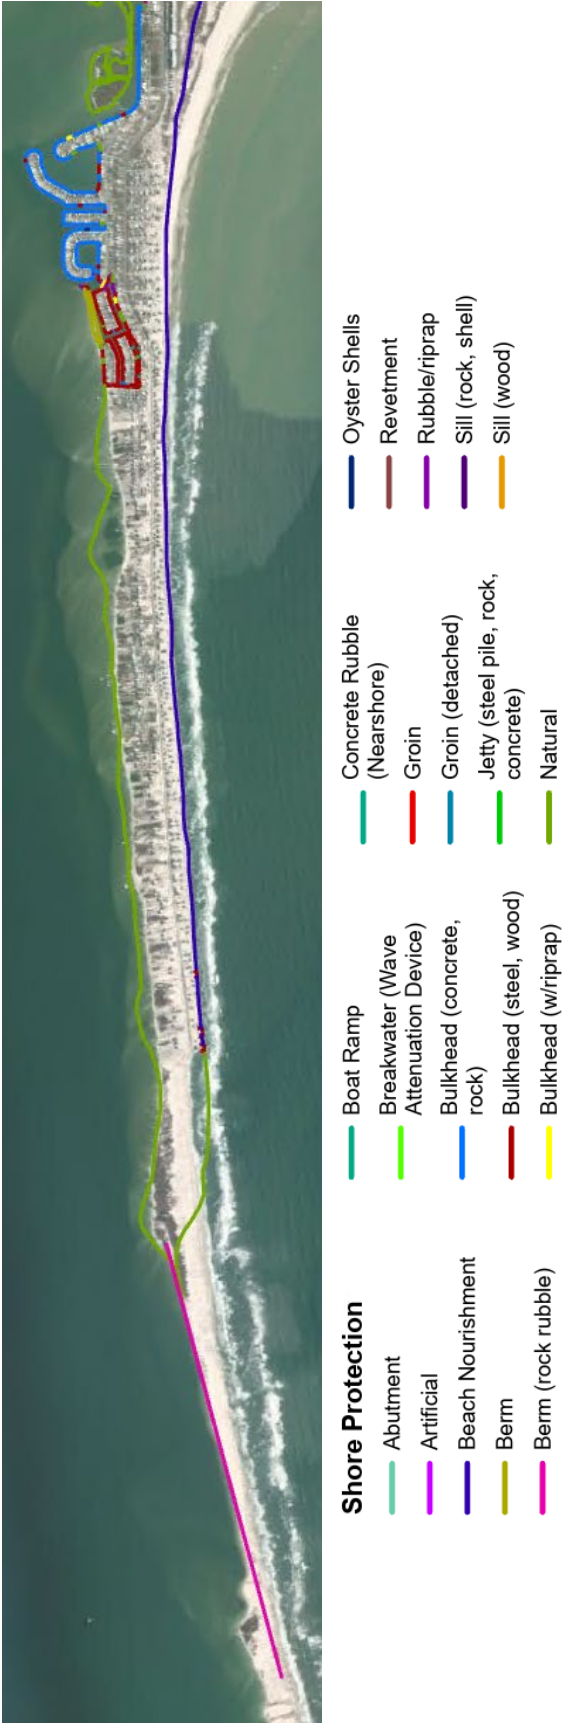 Shore Protection
Abutment
Artificial
Beach Nourishment
Berm
Berm (rock rubble)
Boat Ramp
Breakwater (Wave
Attenuation Device)
Bulkhead (concrete,
rock)
Bulkhead (steel, wood)
Bulkhead (w/riprap)
Concrete Rubble
(Nearshore)
Groin
Groin (detached)
Jetty (steel pile, rock,
concrete)
Natural
Oyster Shells
Revetment
Rubble/riprap
Sill (rock, shell)
Sill (wood)